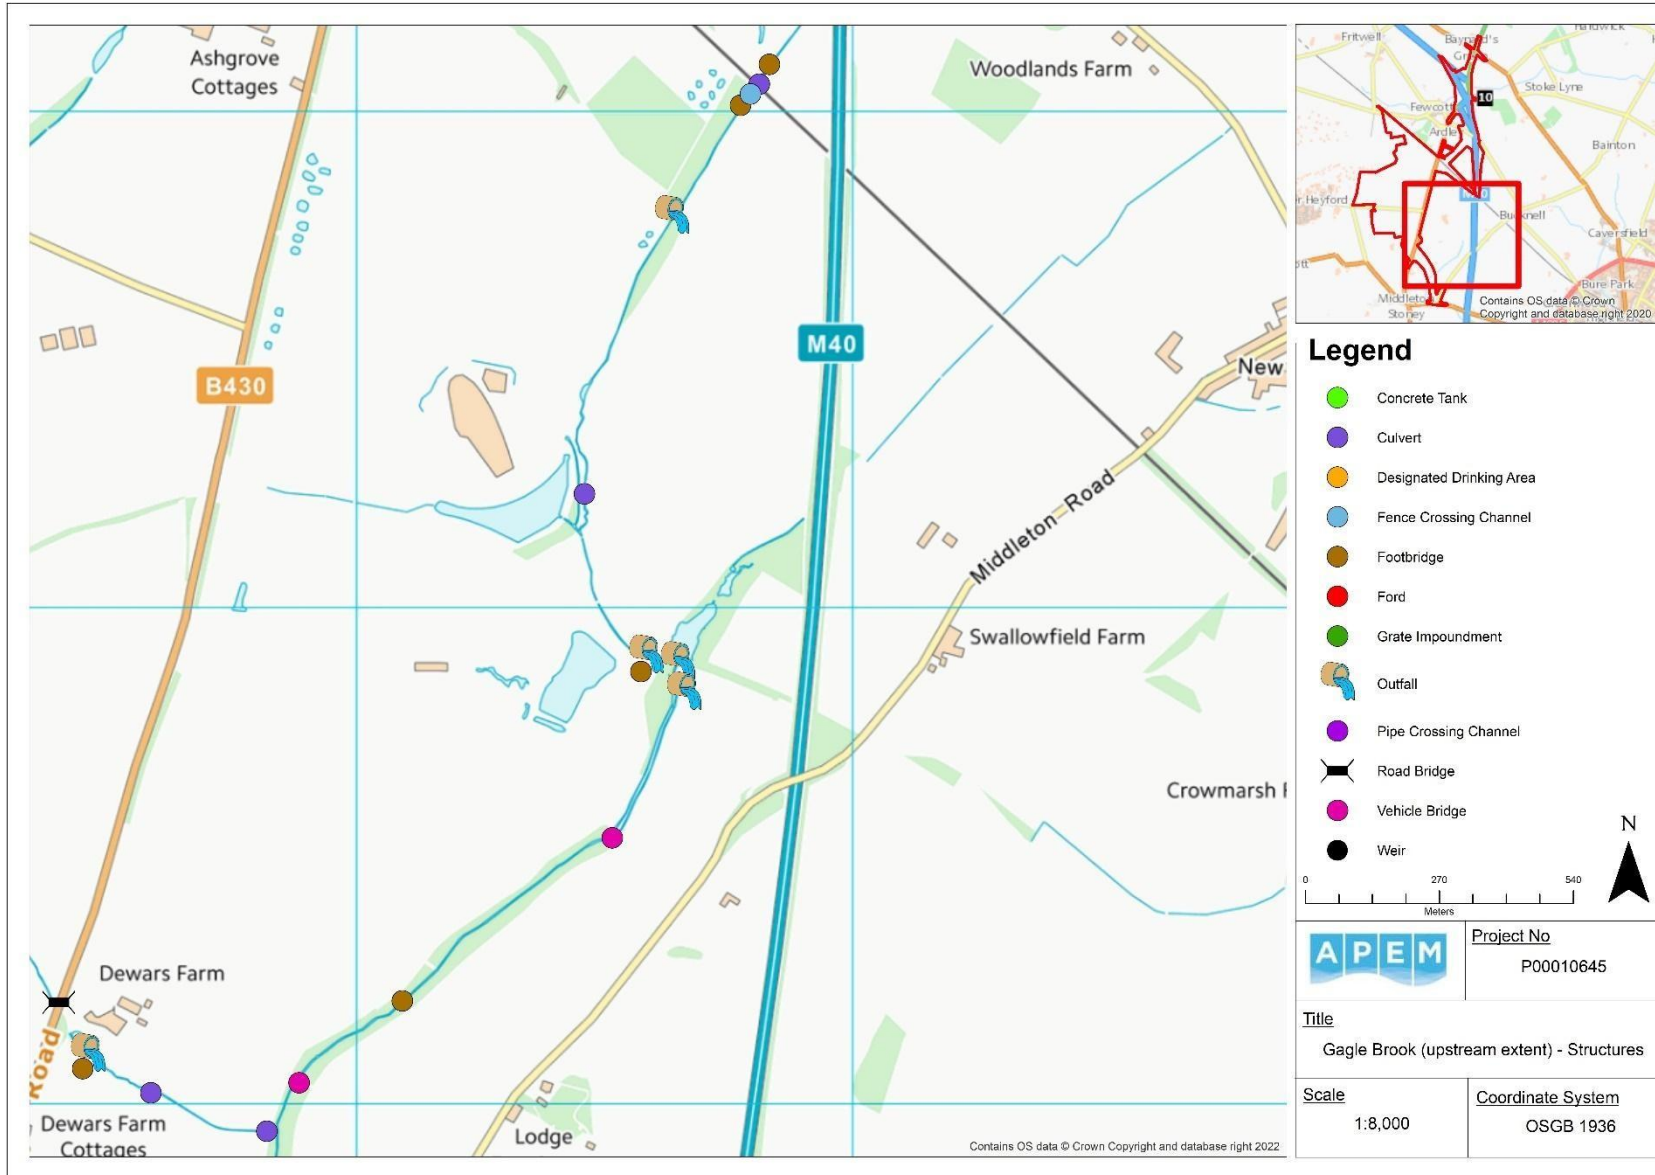 Ashgrove
Cottages
Woodlands Farm
M40
B430
New
Middleton Road
Swallowfield Farm
Dewars Farm
Road
Dewars Farm
Cottages
Lodge
Contains OS data © Crown Copyright and database right 2022
Fritwell
Baynard's
Stoke Lyne
10
Fewcott
Bainton
Bucknell
Caversfield
Bure Park
Stoney
Contains OS data © Crown
Copyright and database right 2020
Legend
Concrete Tank
Culvert
Designated Drinking Area
Fence Crossing Channel
Footbridge
Ford
Grate Impoundment
Outfall
Pipe Crossing Channel
Road Bridge
Vehicle Bridge
Weir
N
0 270 540
Meters
APEM
Project No
P00010645
Title
Gagle Brook (upstream extent) - Structures
Scale
1:8,000
Coordinate System
OSGB 1936